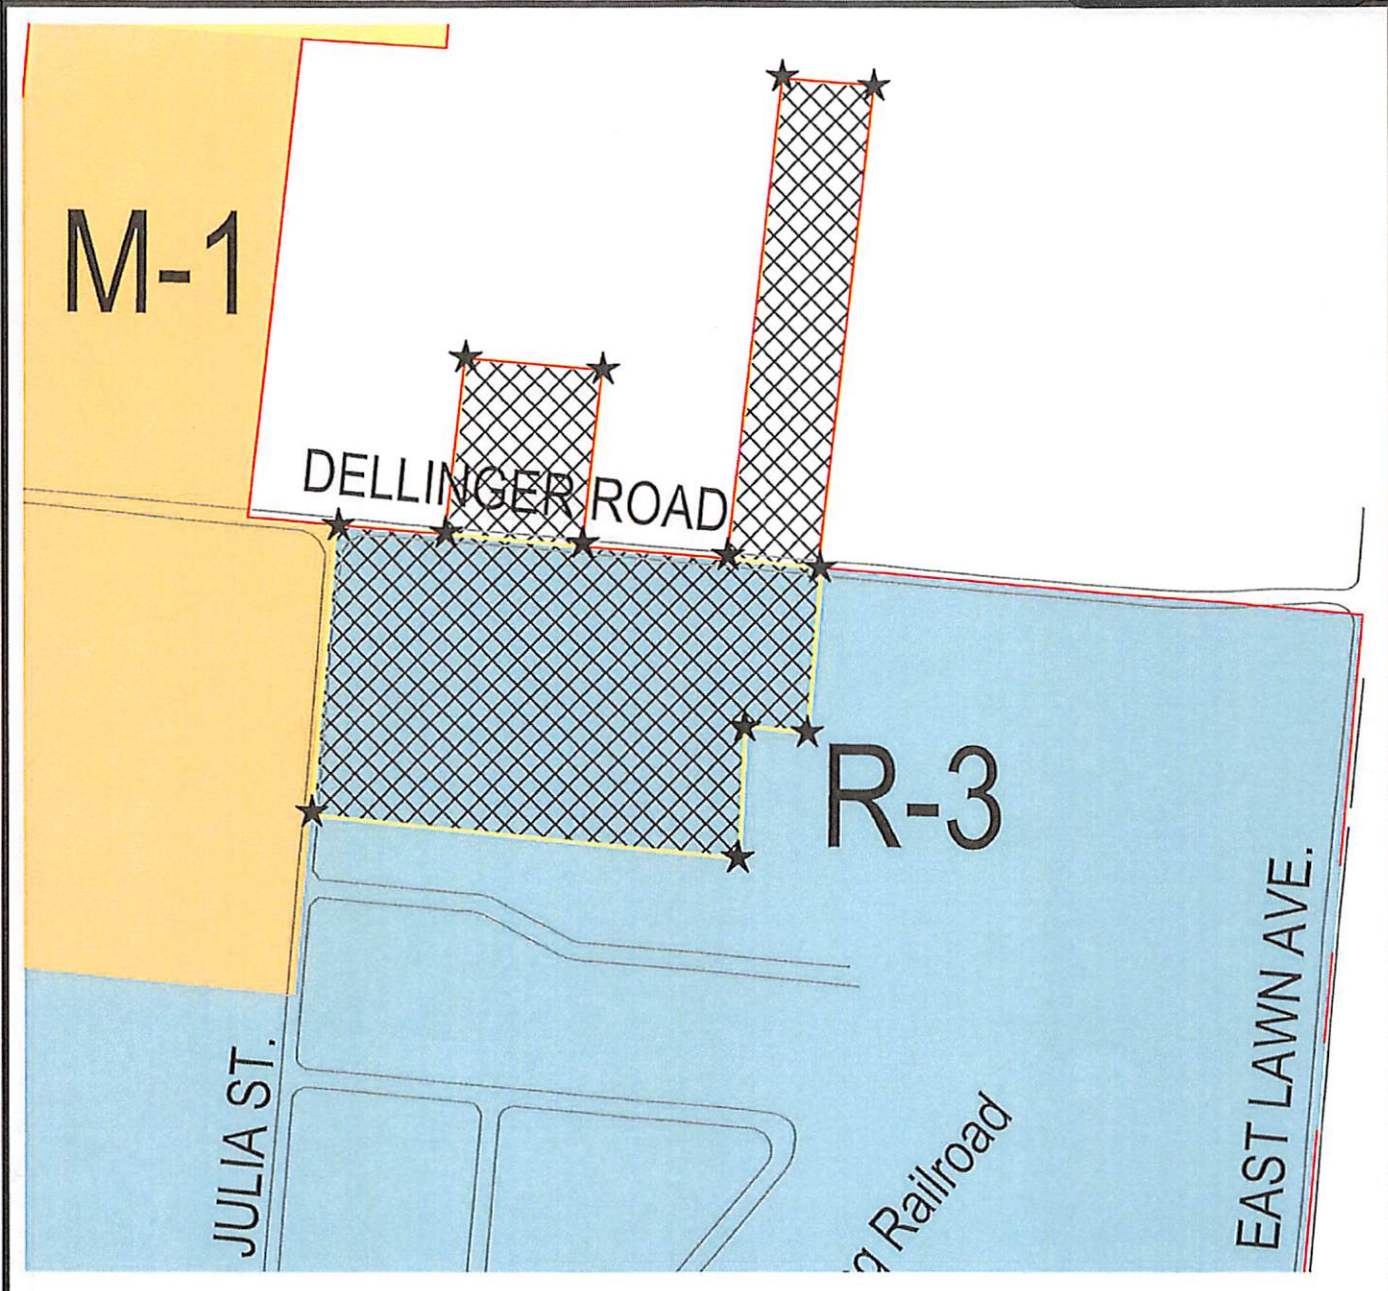 M-1
DELLINGER ROAD
R-3
EAST LAWN AVE.
JULIA ST.
Railroad